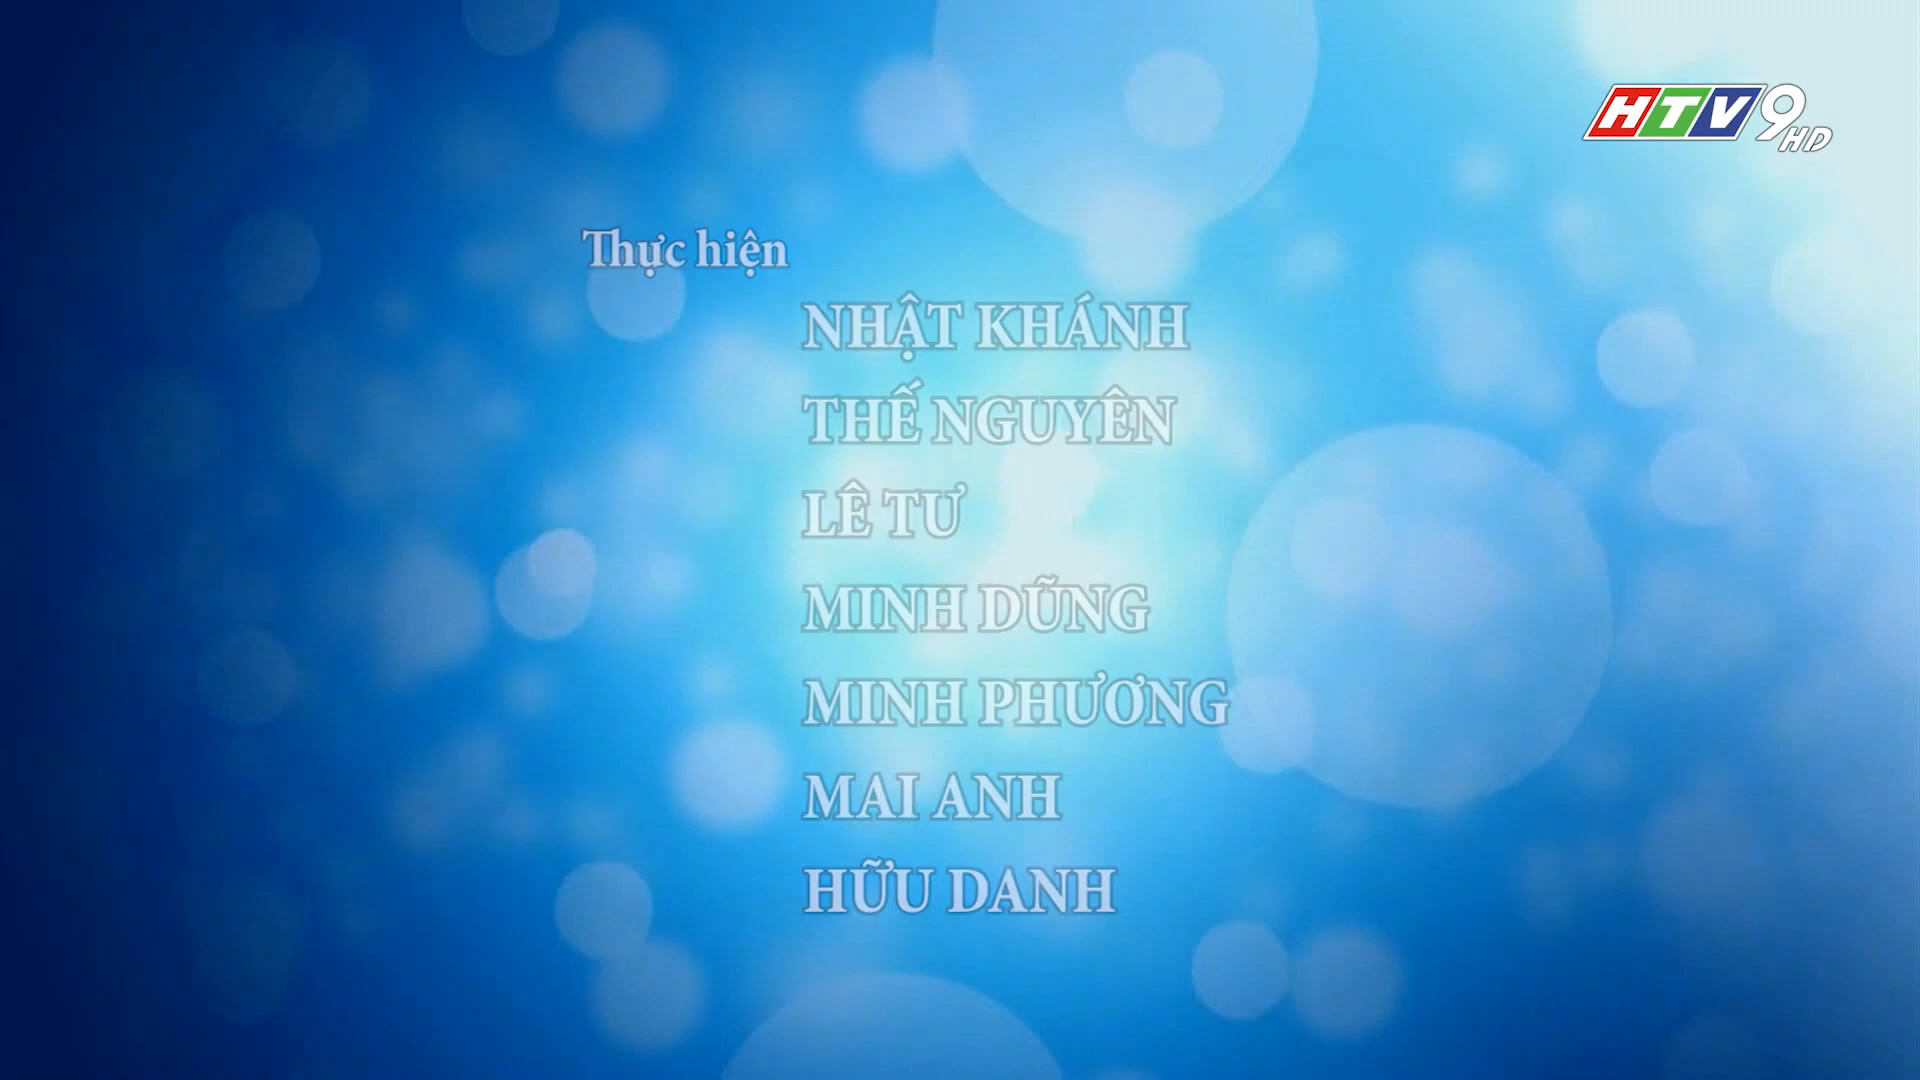 HTV9
HD
Thực hiện
NHẬT KHÁNH
THẾ NGUYÊN
LÊ TƯ
MINH DŨNG
MINH PHƯƠNG
MAI ANH
HỮU DANH